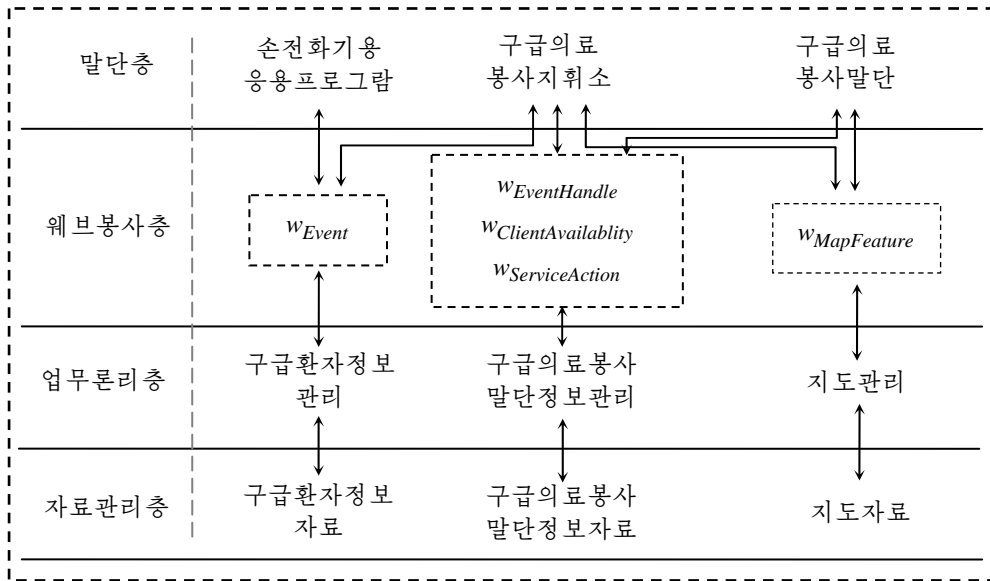 말단층
손전화기용
응용프로그람
구급의료
봉사지휘소
구급의료
봉사말단
웨브봉사층
wEvent
wEventHandle
wClientAvailablity
wServiceAction
wMapFeature
업무론리층
구급환자정보
관리
구급의료봉사
말단정보관리
지도관리
자료관리층
구급환자정보
자료
구급의료봉사
말단정보자료
지도자료